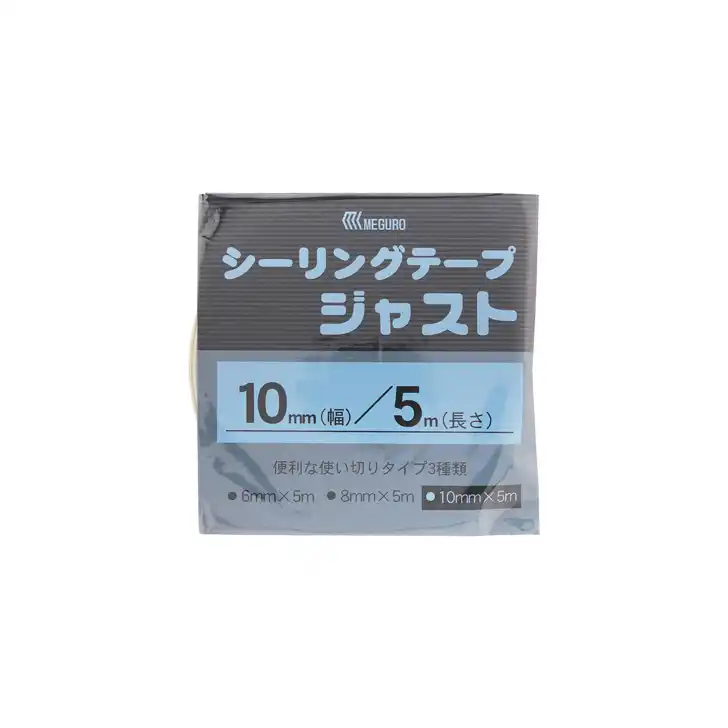 MEGURO
シーリングテープ
ジャスト
10mm(幅)／5m(長さ)
便利な使い切りタイプ3種類
●6mm×5m ●8mm×5m ●10mm×5m